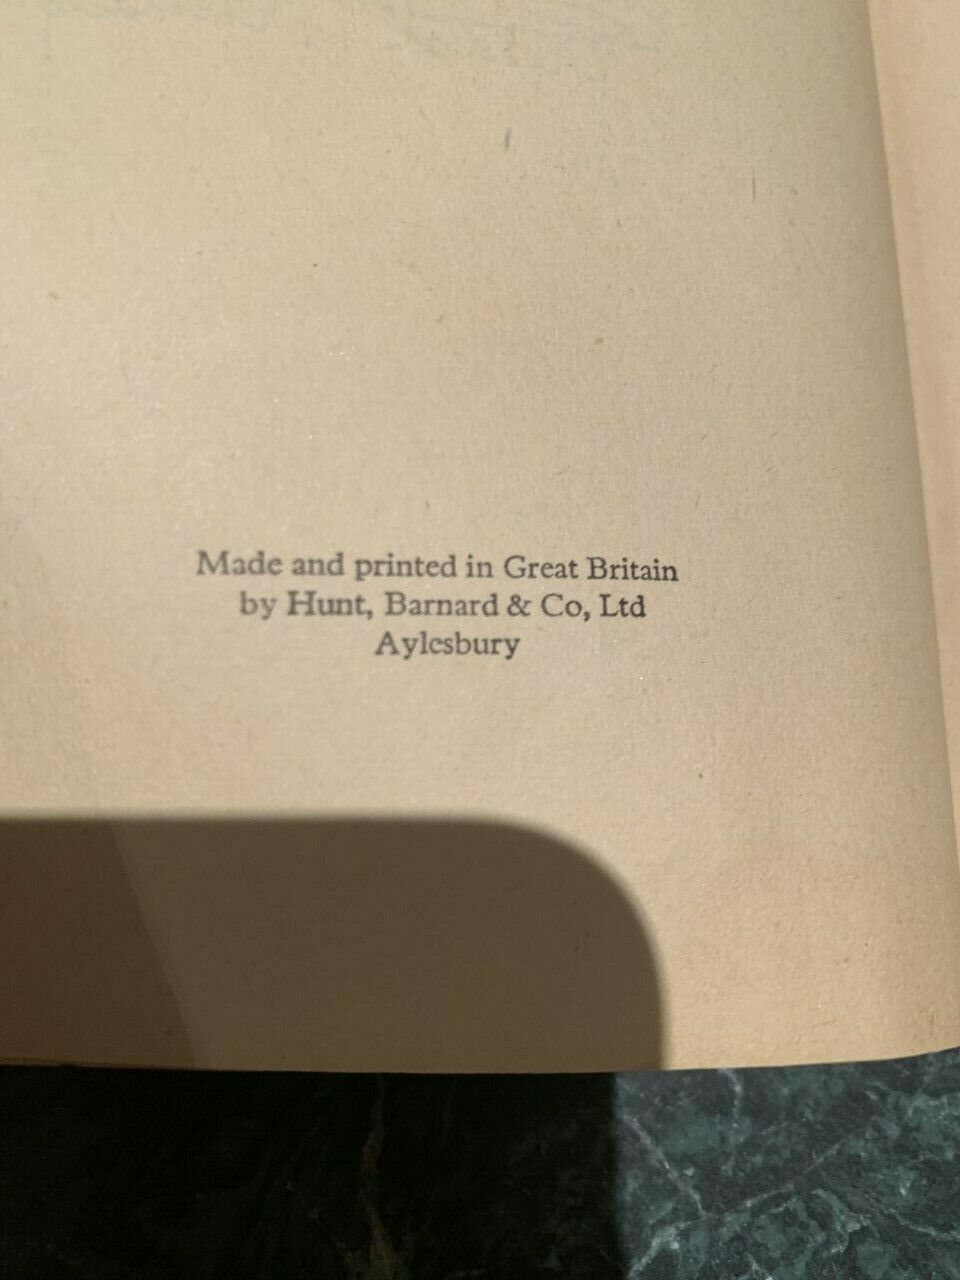 Made and printed in Great Britain
by Hunt, Barnard & Co, Ltd
Aylesbury